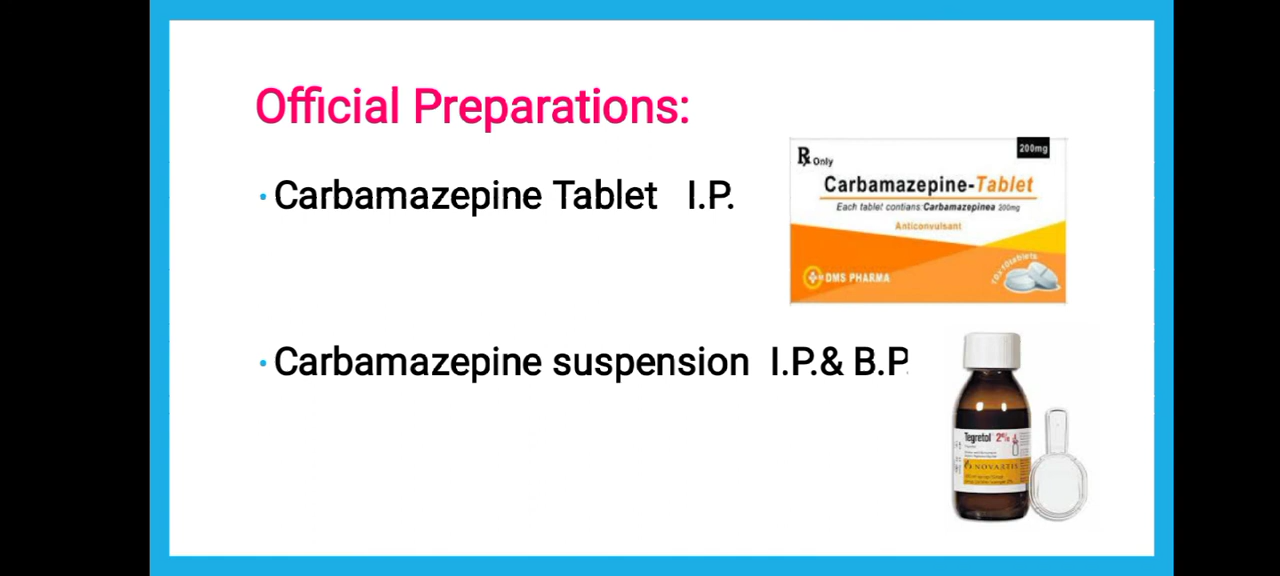 Official Preparations:
• Carbamazepine Tablet I.P.
℞ Only
200mg
Carbamazepine-Tablet
Each tablet contians:Carbamazepinea 200mg
Anticonvulsant
DMS PHARMA
10x10tablets
• Carbamazepine suspension I.P.& B.P.
Tegretol 2%
NOVARTIS